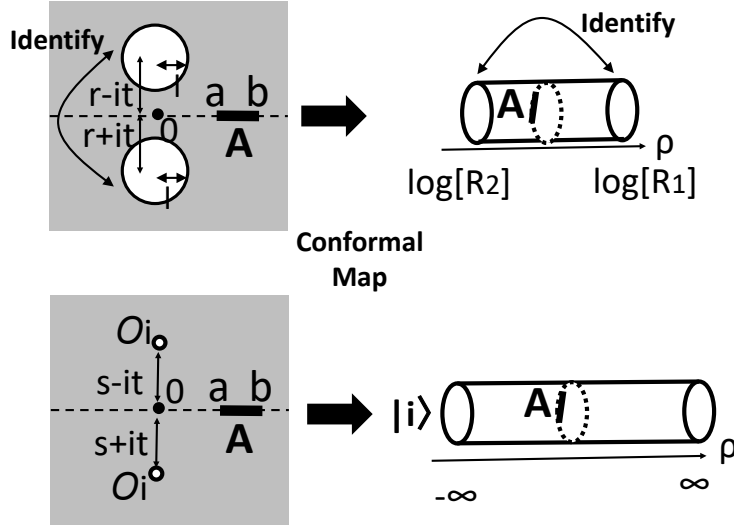 Identify
l
r-it
a b
0
r+it
A
l
Identify
A
ρ
log[R2]
log[R1]
Conformal
Map
Oi
s-it
0
a b
A
s+it
Oi
|i⟩
A
ρ
-∞
∞